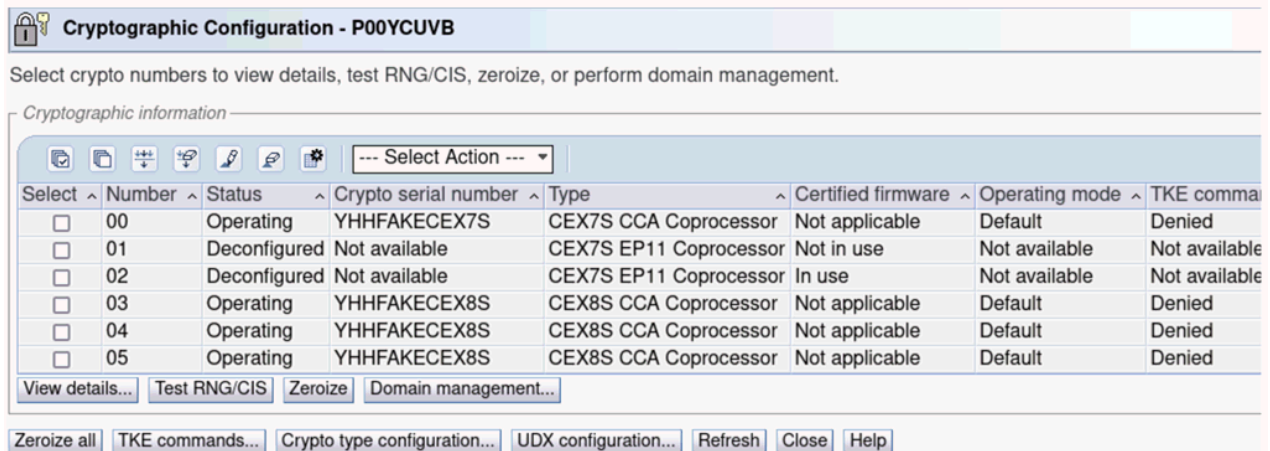 Cryptographic Configuration - P00YCUVB
Select crypto numbers to view details, test RNG/CIS, zeroize, or perform domain management.
Cryptographic information
--- Select Action ---
Select Number Status Crypto serial number Type Certified firmware Operating mode TKE comma
00 Operating YHHFAKECEX7S CEX7S CCA Coprocessor Not applicable Default Denied
01 Deconfigured Not available CEX7S EP11 Coprocessor Not in use Not available Not available
02 Deconfigured Not available CEX7S EP11 Coprocessor In use Not available Not available
03 Operating YHHFAKECEX8S CEX8S CCA Coprocessor Not applicable Default Denied
04 Operating YHHFAKECEX8S CEX8S CCA Coprocessor Not applicable Default Denied
05 Operating YHHFAKECEX8S CEX8S CCA Coprocessor Not applicable Default Denied
View details... Test RNG/CIS Zeroize Domain management...
Zeroize all TKE commands... Crypto type configuration... UDX configuration... Refresh Close Help